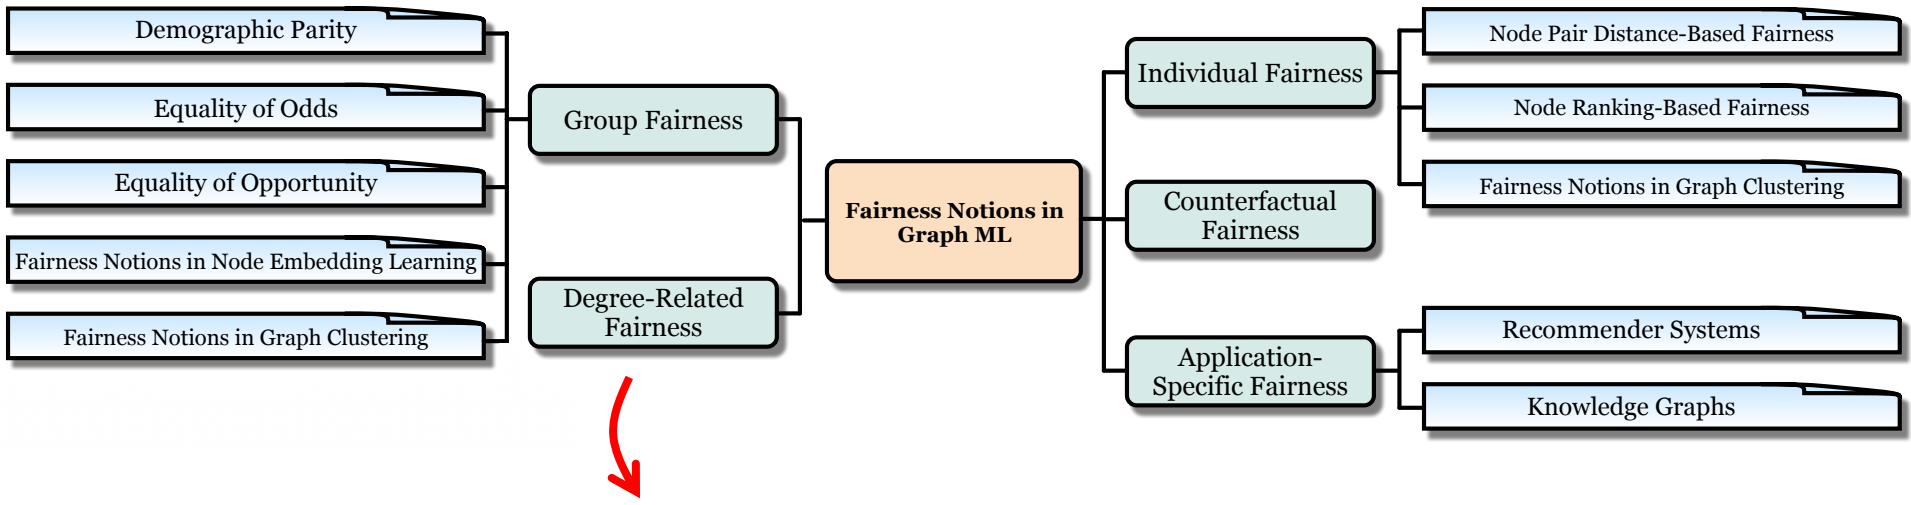 Demographic Parity
Equality of Odds
Equality of Opportunity
Fairness Notions in Node Embedding Learning
Fairness Notions in Graph Clustering
Group Fairness
Degree-Related
Fairness
Fairness Notions in
Graph ML
Individual Fairness
Counterfactual
Fairness
Application-
Specific Fairness
Node Pair Distance-Based Fairness
Node Ranking-Based Fairness
Fairness Notions in Graph Clustering
Recommender Systems
Knowledge Graphs